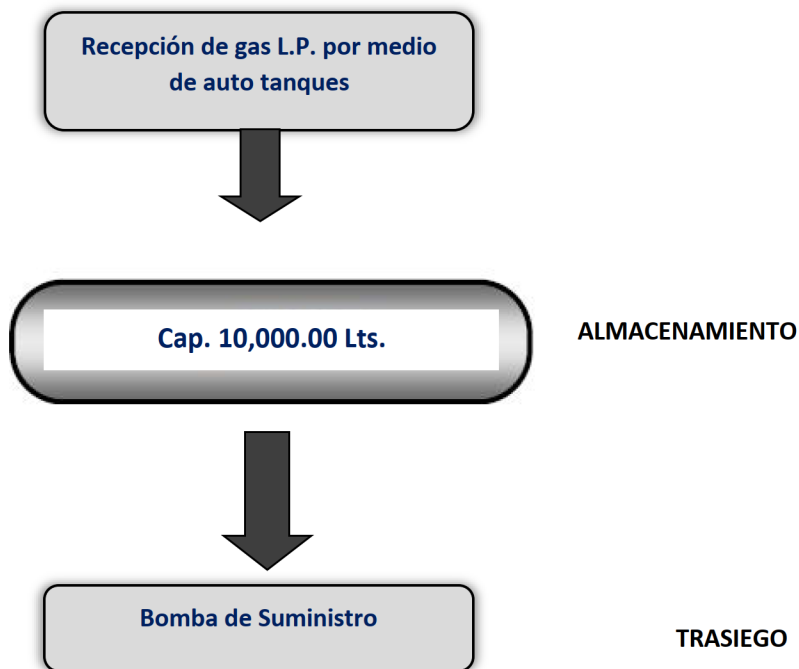 Recepción de gas L.P. por medio
de auto tanques
Cap. 10,000.00 Lts.
ALMACENAMIENTO
Bomba de Suministro
TRASIEGO